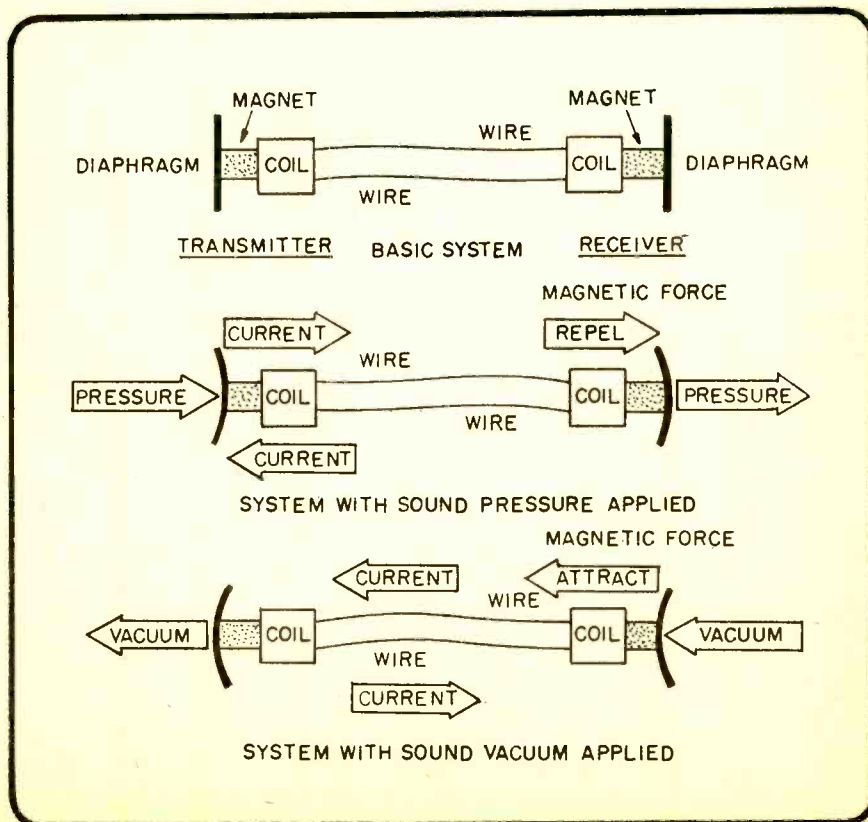 MAGNET MAGNET
WIRE
DIAPHRAGM COIL COIL DIAPHRAGM
WIRE
TRANSMITTER BASIC SYSTEM RECEIVER
MAGNETIC FORCE
CURRENT REPEL
WIRE
PRESSURE COIL COIL PRESSURE
WIRE
CURRENT
SYSTEM WITH SOUND PRESSURE APPLIED
MAGNETIC FORCE
CURRENT ATTRACT
WIRE
VACUUM COIL COIL VACUUM
WIRE
CURRENT
SYSTEM WITH SOUND VACUUM APPLIED